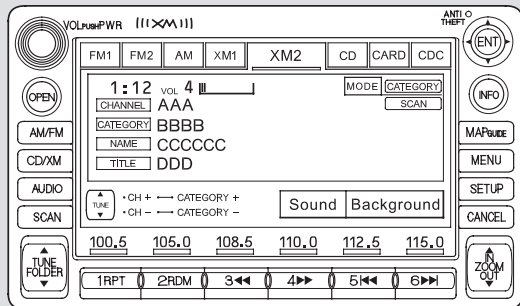 VOL PUSH PWR
XM
ANTI THEFT
ENT
FM1 FM2 AM XM1 XM2 CD CARD CDC
1:12 VOL 4
MODE CATEGORY
OPEN
INFO
CHANNEL AAA
SCAN
CATEGORY BBBB
AM/FM
MAP GUIDE
NAME CCCCCC
CD/XM
MENU
TITLE DDD
AUDIO
SETUP
TUNE
•CH + CATEGORY +
•CH − CATEGORY −
Sound Background
SCAN
CANCEL
100.5 105.0 108.5 110.0 112.5 115.0
TUNE FOLDER
IN ZOOM OUT
1RPT 2RDM 3◀◀ 4▶▶ 5|◀◀ 6▶▶|